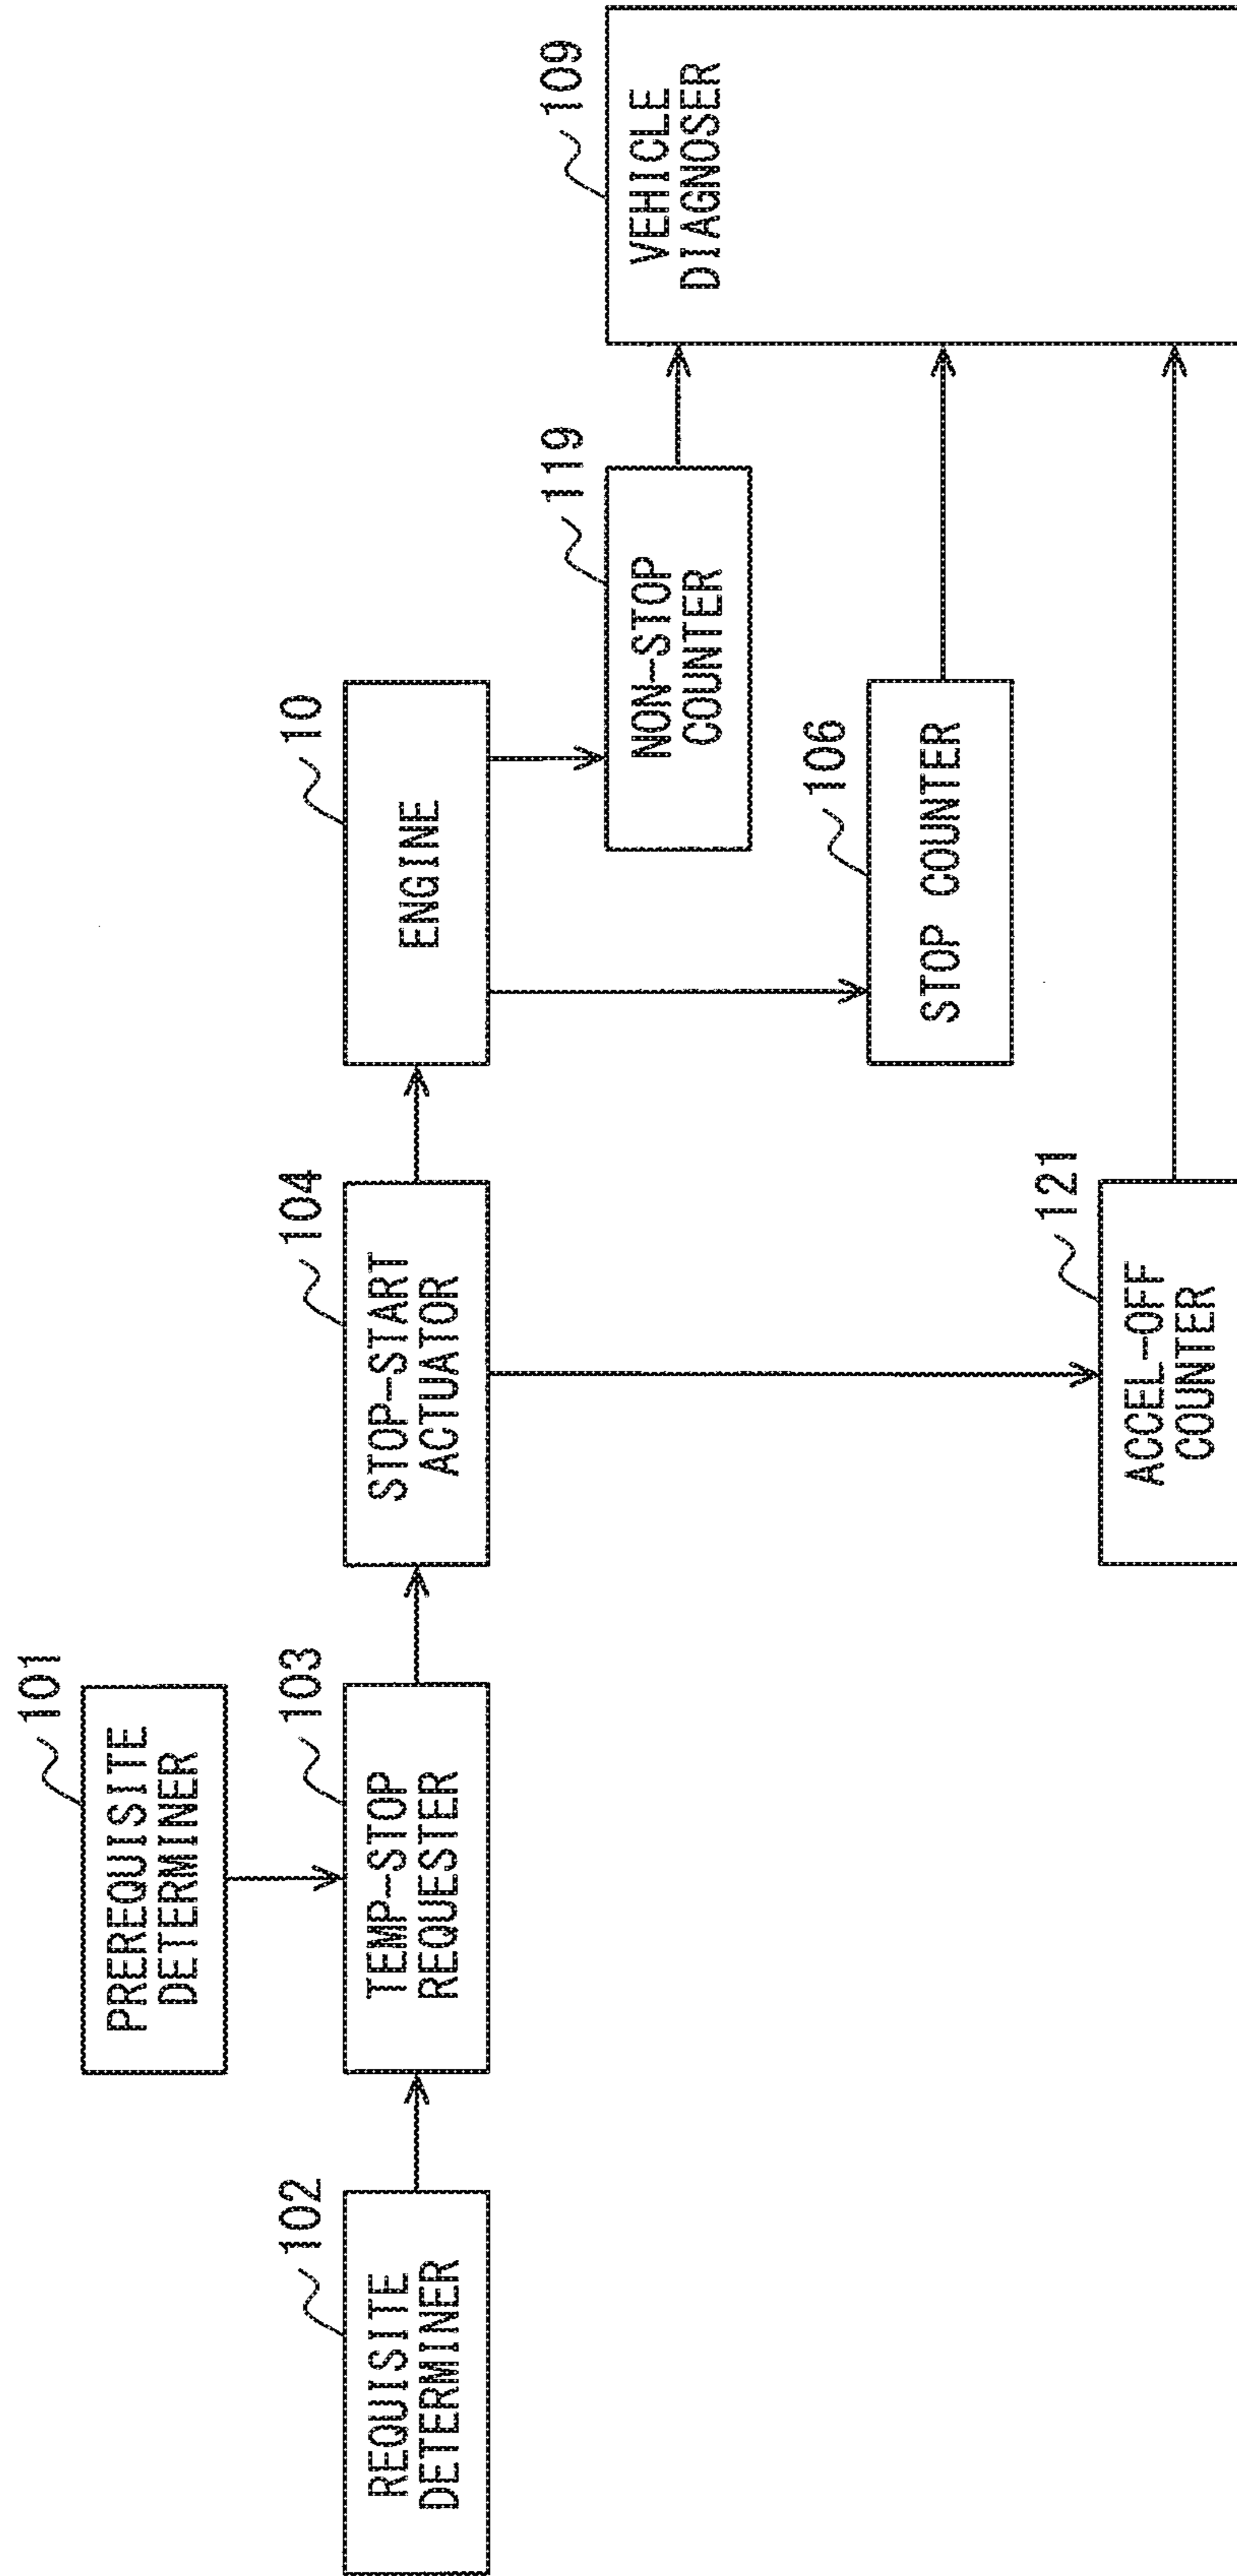 101
PREREQUISITE
DETERMINER
102
REQUISITE
DETERMINER
103
TEMP-STOP
REQUESTER
104
STOP-START
ACTUATOR
10
ENGINE
119
NON-STOP
COUNTER
109
VEHICLE
DIAGNOSER
106
STOP COUNTER
121
ACCEL-OFF
COUNTER